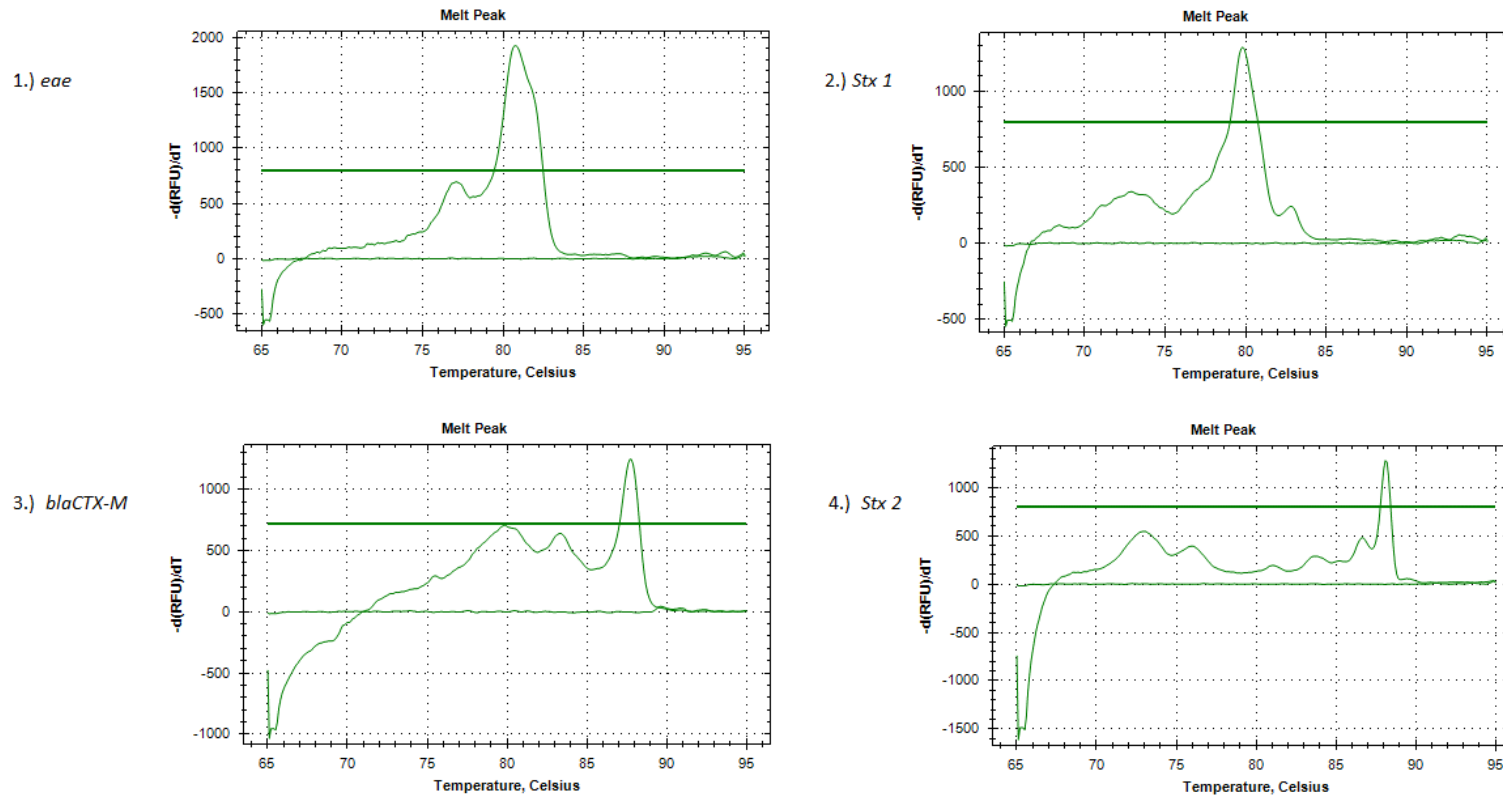 Melt Peak
1.) eae
2000
1500
1000
500
0
-500
-d(RFU)/dT
65 70 75 80 85 90 95
Temperature, Celsius
Melt Peak
2.) Stx 1
1000
500
0
-500
-d(RFU)/dT
65 70 75 80 85 90 95
Temperature, Celsius
Melt Peak
3.) blaCTX-M
1000
500
0
-500
-1000
-d(RFU)/dT
65 70 75 80 85 90 95
Temperature, Celsius
Melt Peak
4.) Stx 2
1000
500
0
-500
-1000
-1500
-d(RFU)/dT
65 70 75 80 85 90 95
Temperature, Celsius